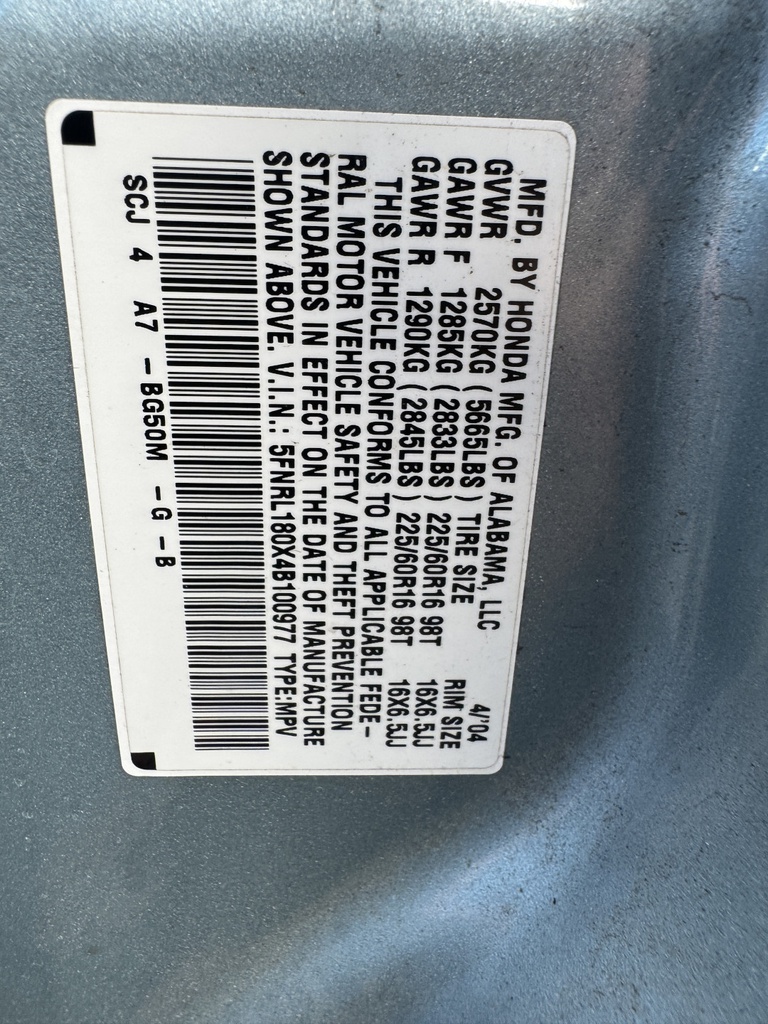 MFD. BY HONDA MFG. OF ALABAMA, LLC 4/'04
GVWR 2570KG (5665LBS) TIRE SIZE RIM SIZE
GAWR F 1285KG (2833LBS) 225/60R16 98T 16X6.5JJ
GAWR R 1290KG (2845LBS) 225/60R16 98T 16X6.5JJ
THIS VEHICLE CONFORMS TO ALL APPLICABLE FEDE-
RAL MOTOR VEHICLE SAFETY AND THEFT PREVENTION
STANDARDS IN EFFECT ON THE DATE OF MANUFACTURE
SHOWN ABOVE. V.I.N.: 5FNRL180X4B100977 TYPE:MPV
SCJ 4 A7 - BG50M - G - B